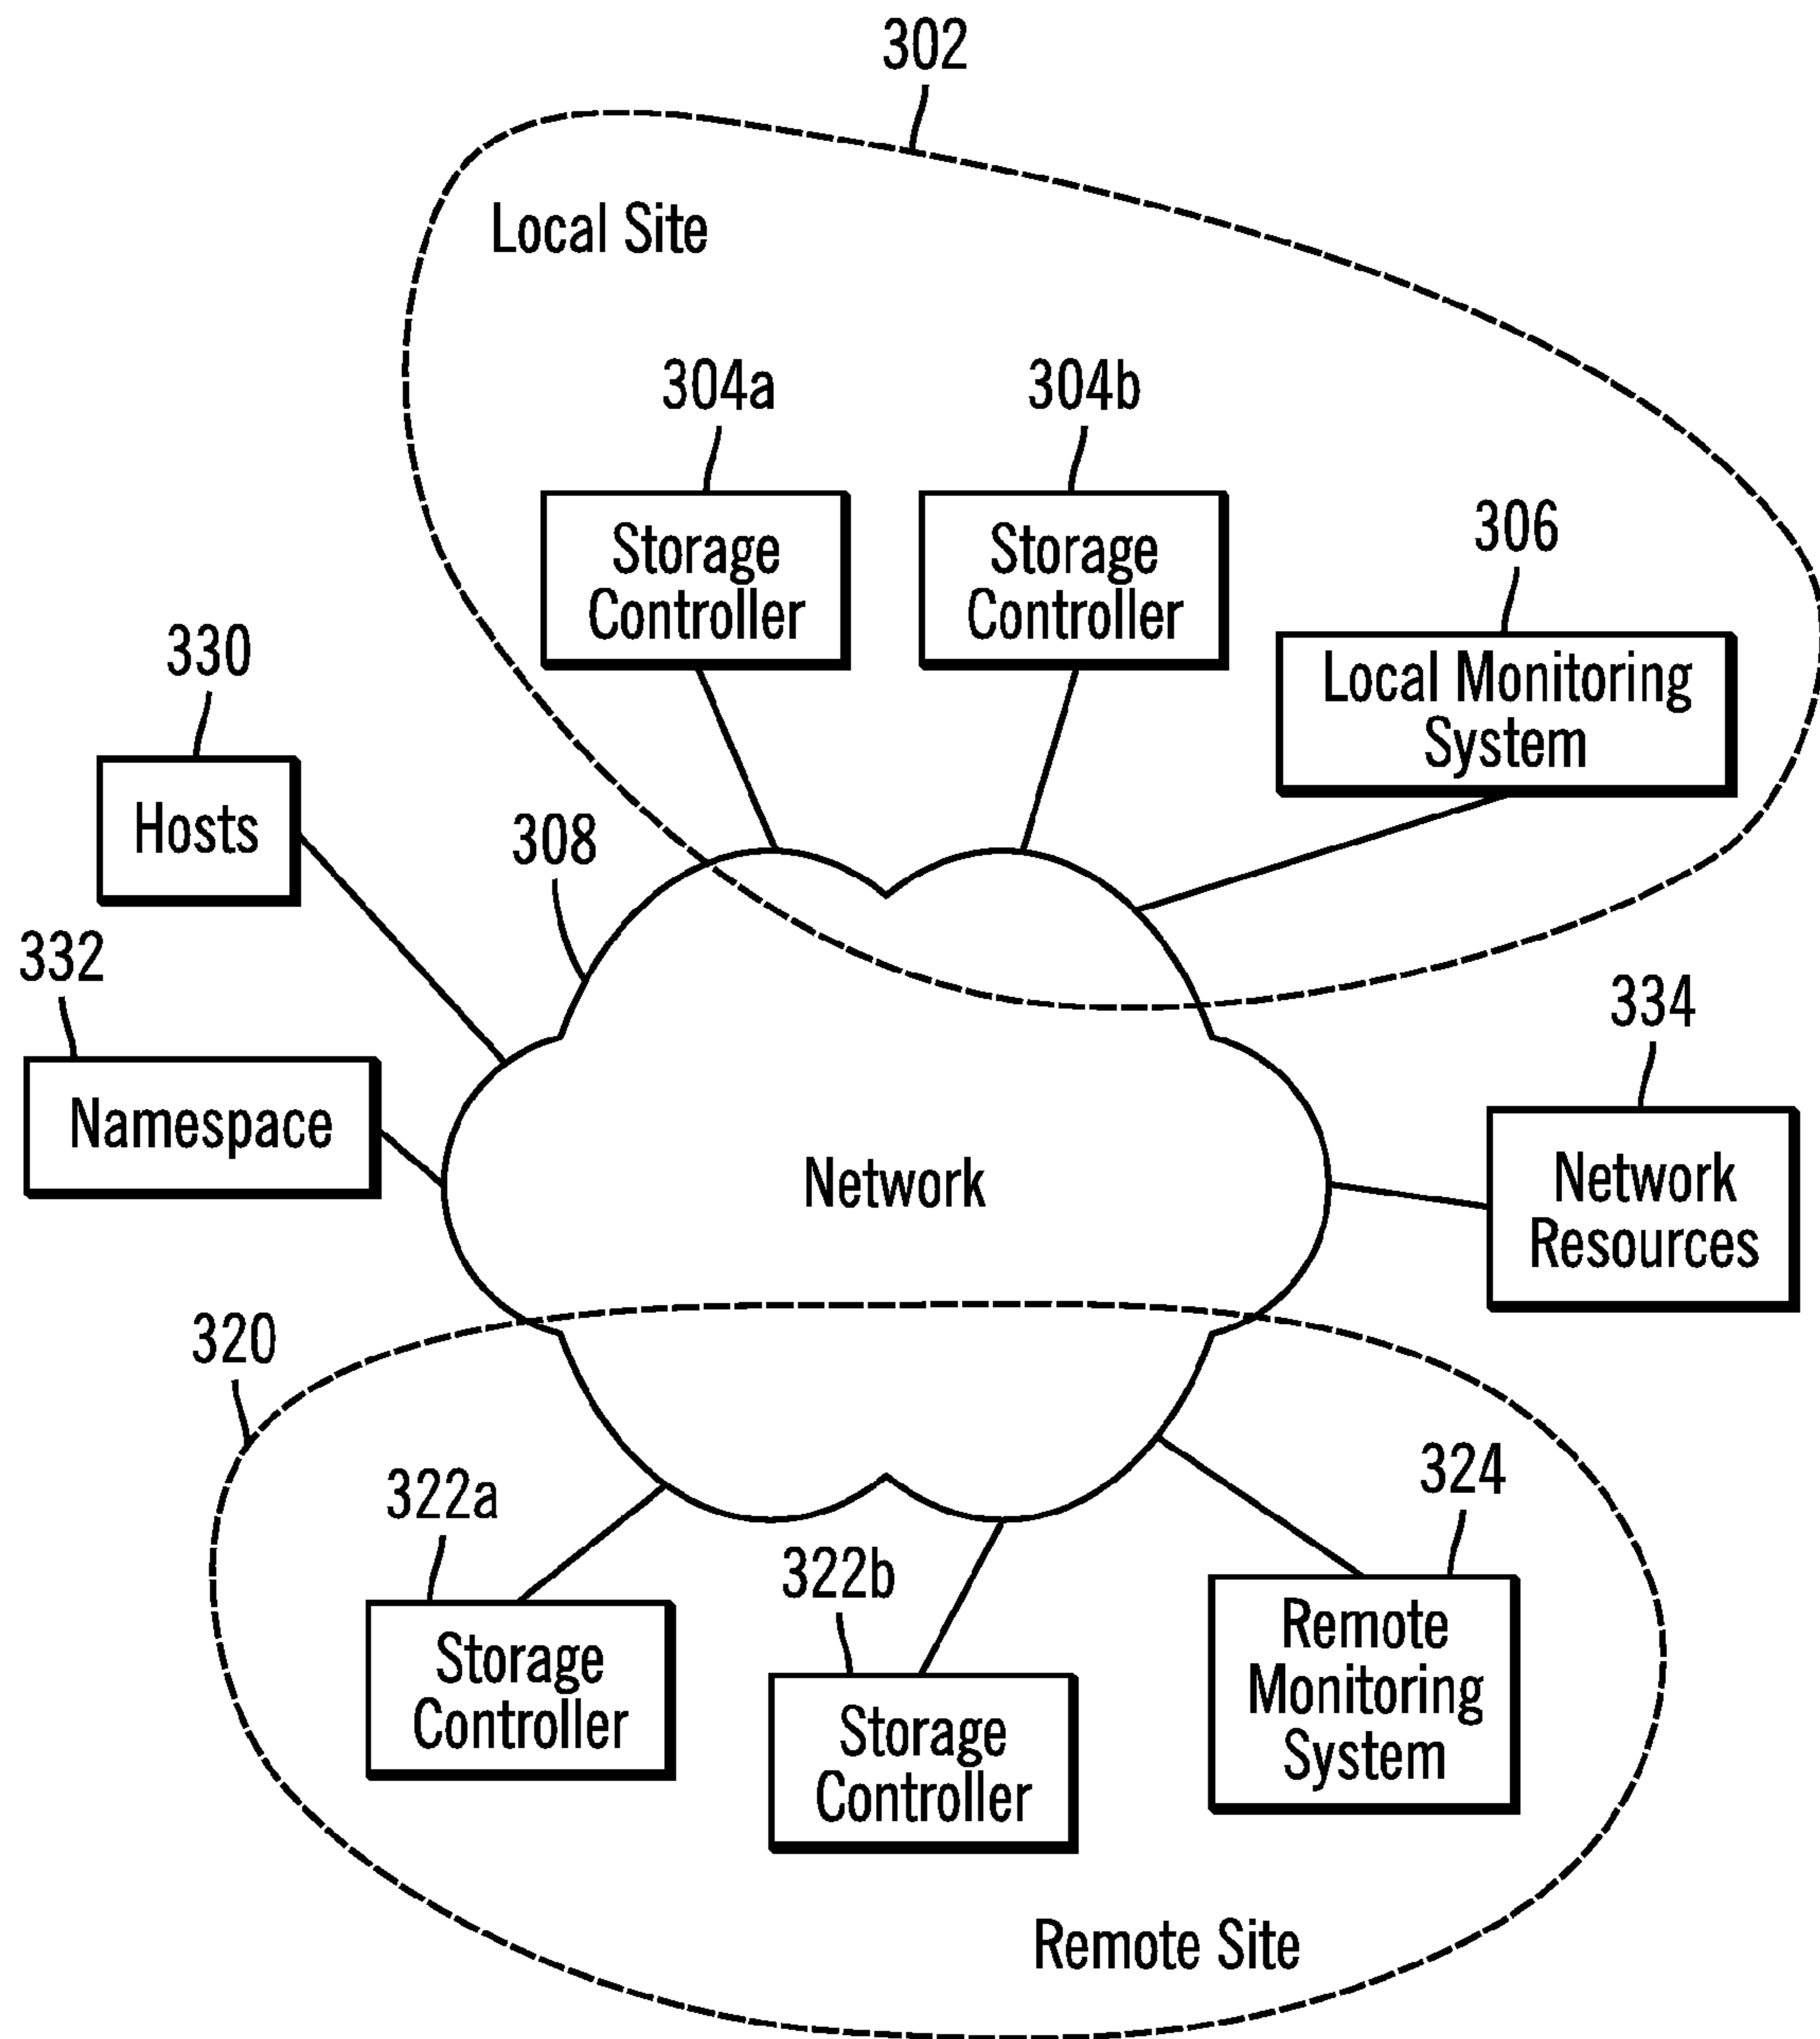 302
Local Site
304a
304b
Storage
Controller
Storage
Controller
306
Local Monitoring
System
330
Hosts
308
332
Namespace
334
Network
Resources
Network
320
322a
Storage
Controller
322b
Storage
Controller
324
Remote
Monitoring
System
Remote Site